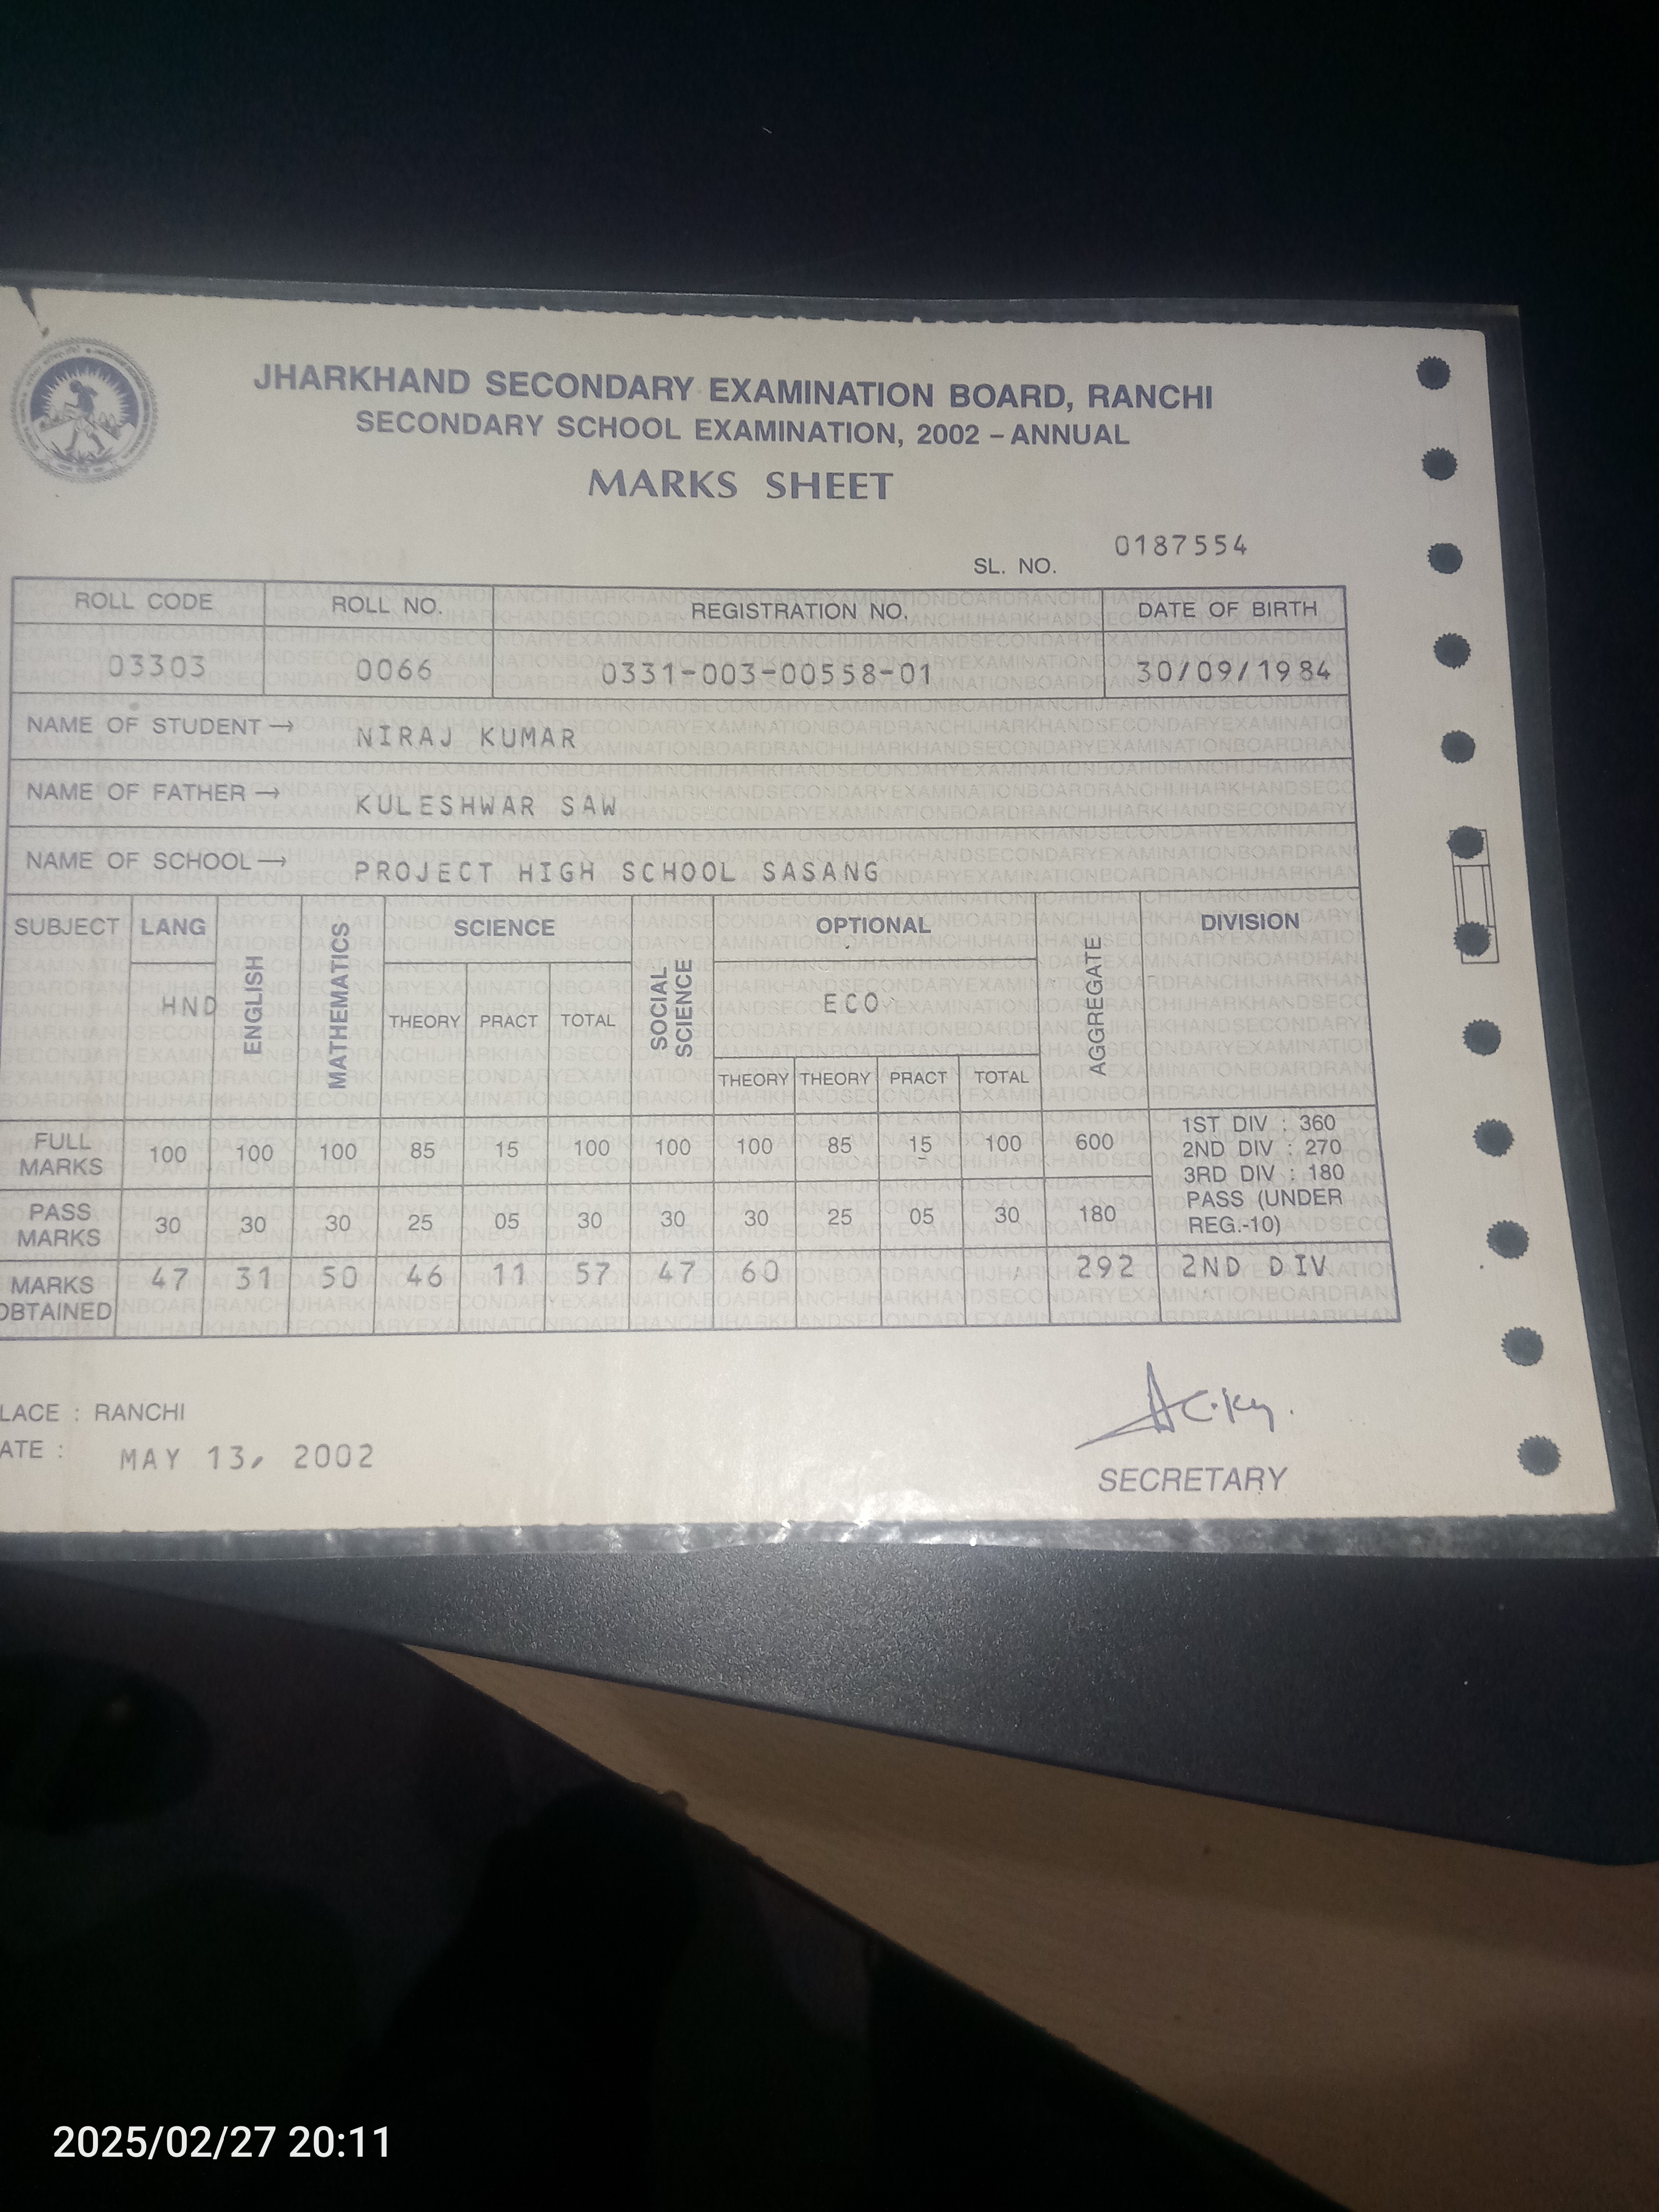 JHARKHAND SECONDARY EXAMINATION BOARD, RANCHI
SECONDARY SCHOOL EXAMINATION, 2002 – ANNUAL
MARKS SHEET
SL. NO. 0187554
ROLL CODE ROLL NO. REGISTRATION NO. DATE OF BIRTH
03303 0066 0331-003-00558-01 30/09/1984
NAME OF STUDENT → NIRAJ KUMAR
NAME OF FATHER → KULESHWAR SAW
NAME OF SCHOOL → PROJECT HIGH SCHOOL SASANG
SUBJECT LANG ENGLISH MATHEMATICS SCIENCE SOCIAL SCIENCE OPTIONAL AGGREGATE DIVISION
HND THEORY PRACT TOTAL ECO
THEORY THEORY PRACT TOTAL
FULL MARKS 100 100 100 85 15 100 100 100 85 15 100 600 1ST DIV : 360
2ND DIV : 270
3RD DIV : 180
PASS MARKS 30 30 30 25 05 30 30 30 25 05 30 180 PASS (UNDER
REG.-10)
MARKS OBTAINED 47 31 50 46 11 57 47 60 292 2ND DIV
LACE : RANCHI
ATE : MAY 13, 2002
SECRETARY
2025/02/27 20:11